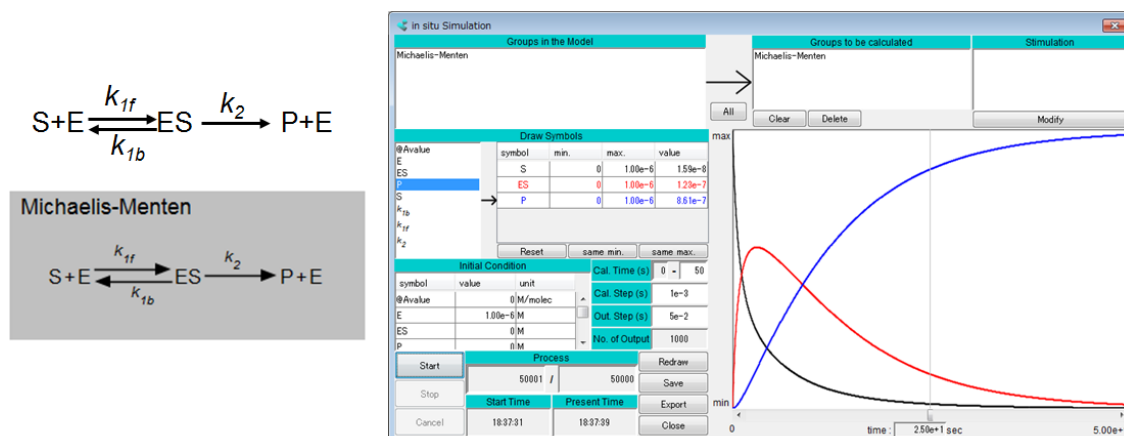 S+E k1f k1b ES k2 P+E
Michaelis-Menten
S+E k1f k1b ES k2 P+E
in situ Simulation
Groups in the Model
Michaelis-Menten
Groups to be calculated
Michaelis-Menten
Stimulation
All
Clear Delete Modify
Draw Symbols
@Avalue
E
ES
P
S
k1b
k1f
k2
symbol min. max. value
S 0 1.00e-6 1.59e-8
ES 0 1.00e-6 1.23e-7
P 0 1.00e-6 8.61e-7
Reset same min. same max.
Initial Condition
symbol value unit
@Avalue 0 M/molec
E 1.00e-6 M
ES 0 M
P 0 M
Cal. Time (s) 0 - 50
Cal. Step (s) 1e-3
Out. Step (s) 5e-2
No. of Output 1000
Start
Stop
Cancel
Process
50001 / 50000
Start Time Present Time
18:37:31 18:37:39
Redraw
Save
Export
Close
max
min
0 time : 2.50e+1 sec 5.00e+